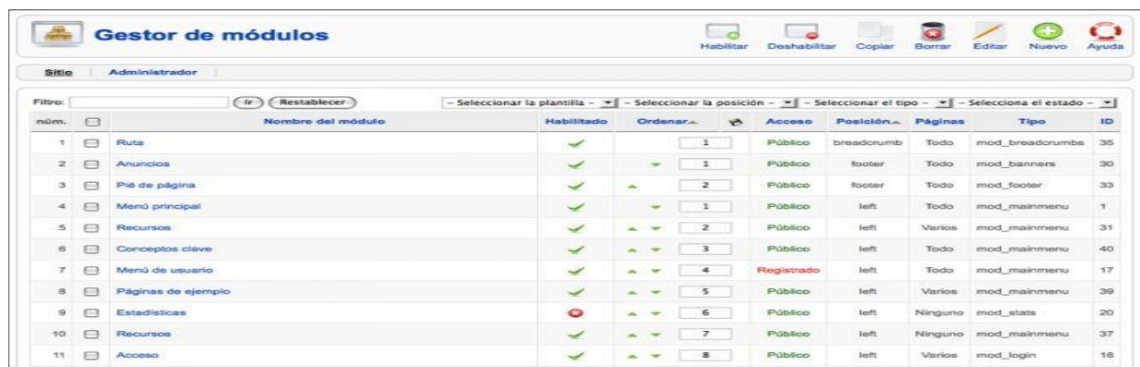 Gestor de módulos
Habilitar Deshabilitar Copiar Borrar Editar Nuevo Ayuda
Sitio Administrador
Filtro: Ir Restablecer - Seleccionar la plantilla - - Seleccionar la posición - - Seleccionar el tipo - - Selecciona el estado -
núm. Nombre del módulo Habilitado Ordenar Acceso Posición Páginas Tipo ID
1 Ruta 1 Público breadcrumb Todo mod_breadcrumbs 35
2 Anuncios 1 Público footer Todo mod_banners 30
3 Pié de página 2 Público footer Todo mod_footer 33
4 Menú principal 1 Público left Todo mod_mainmenu 1
5 Recursos 2 Público left Varios mod_mainmenu 31
6 Conceptos clave 3 Público left Todo mod_mainmenu 40
7 Menú de usuario 4 Registrado left Todo mod_mainmenu 17
8 Páginas de ejemplo 5 Público left Varios mod_mainmenu 39
9 Estadísticas 6 Público left Ninguno mod_stats 20
10 Recursos 7 Público left Ninguno mod_mainmenu 37
11 Acceso 8 Público left Varios mod_login 18